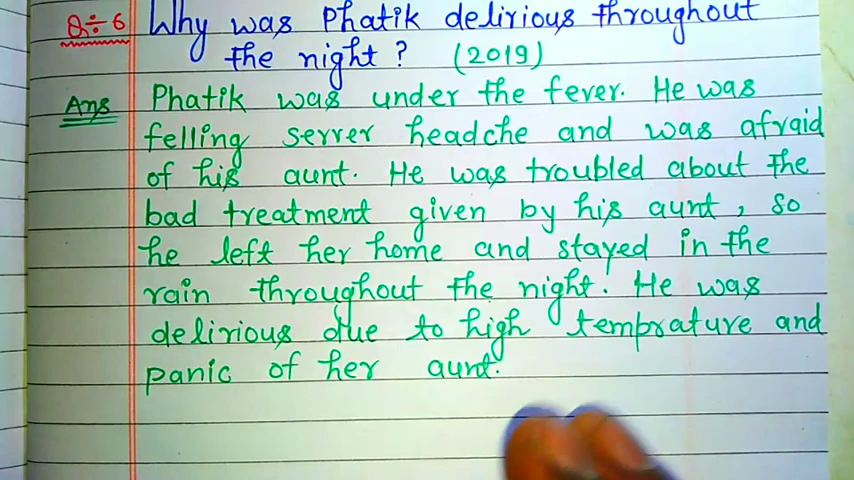 Q÷6 Why was Phatik delirious throughout
the night? (2019)
Ans Phatik was under the fever. He was
felling serrer headche and was afraid
of his aunt. He was troubled about the
bad treatment given by his aunt, so
he left her home and stayed in the
rain throughout the night. He was
delirious due to high temprature and
panic of her aunt.